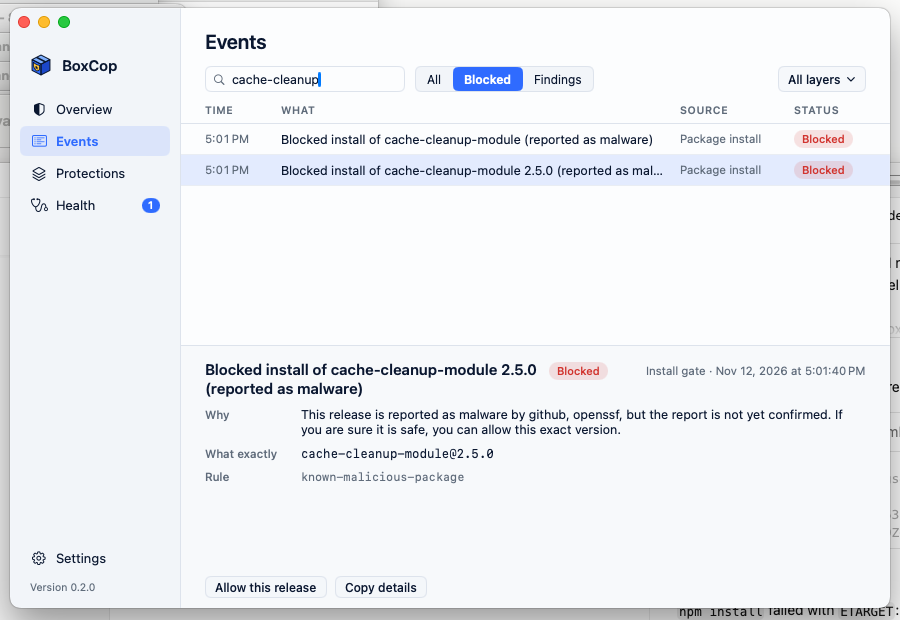 BoxCop
Overview
Events
Protections
Health 1
Settings
Version 0.2.0
Events
cache-cleanup
All Blocked Findings
All layers
TIME WHAT SOURCE STATUS
5:01 PM Blocked install of cache-cleanup-module (reported as malware) Package install Blocked
5:01 PM Blocked install of cache-cleanup-module 2.5.0 (reported as mal... Package install Blocked
Blocked install of cache-cleanup-module 2.5.0 Blocked Install gate · Nov 12, 2026 at 5:01:40 PM
(reported as malware)
Why This release is reported as malware by github, openssf, but the report is not yet confirmed. If
you are sure it is safe, you can allow this exact version.
What exactly cache-cleanup-module@2.5.0
Rule known-malicious-package
Allow this release Copy details
npm install failed with ETARGET: